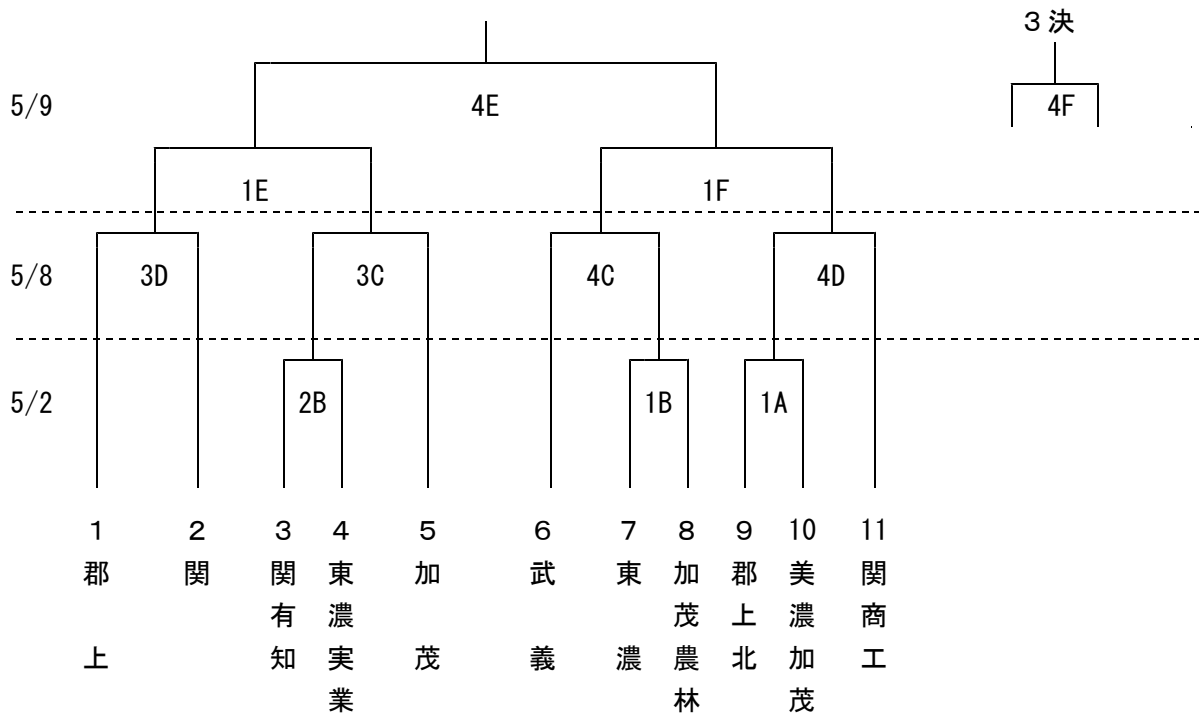 3決
5/9
4E
4F
1E
1F
5/8
3D
3C
4C
4D
5/2
2B
1B
1A
1 2 3 4 5 6 7 8 9 10 11
郡上
関
関有知
東濃実業
加茂
武義
東濃
加茂農林
郡上北
美濃加茂
関商工